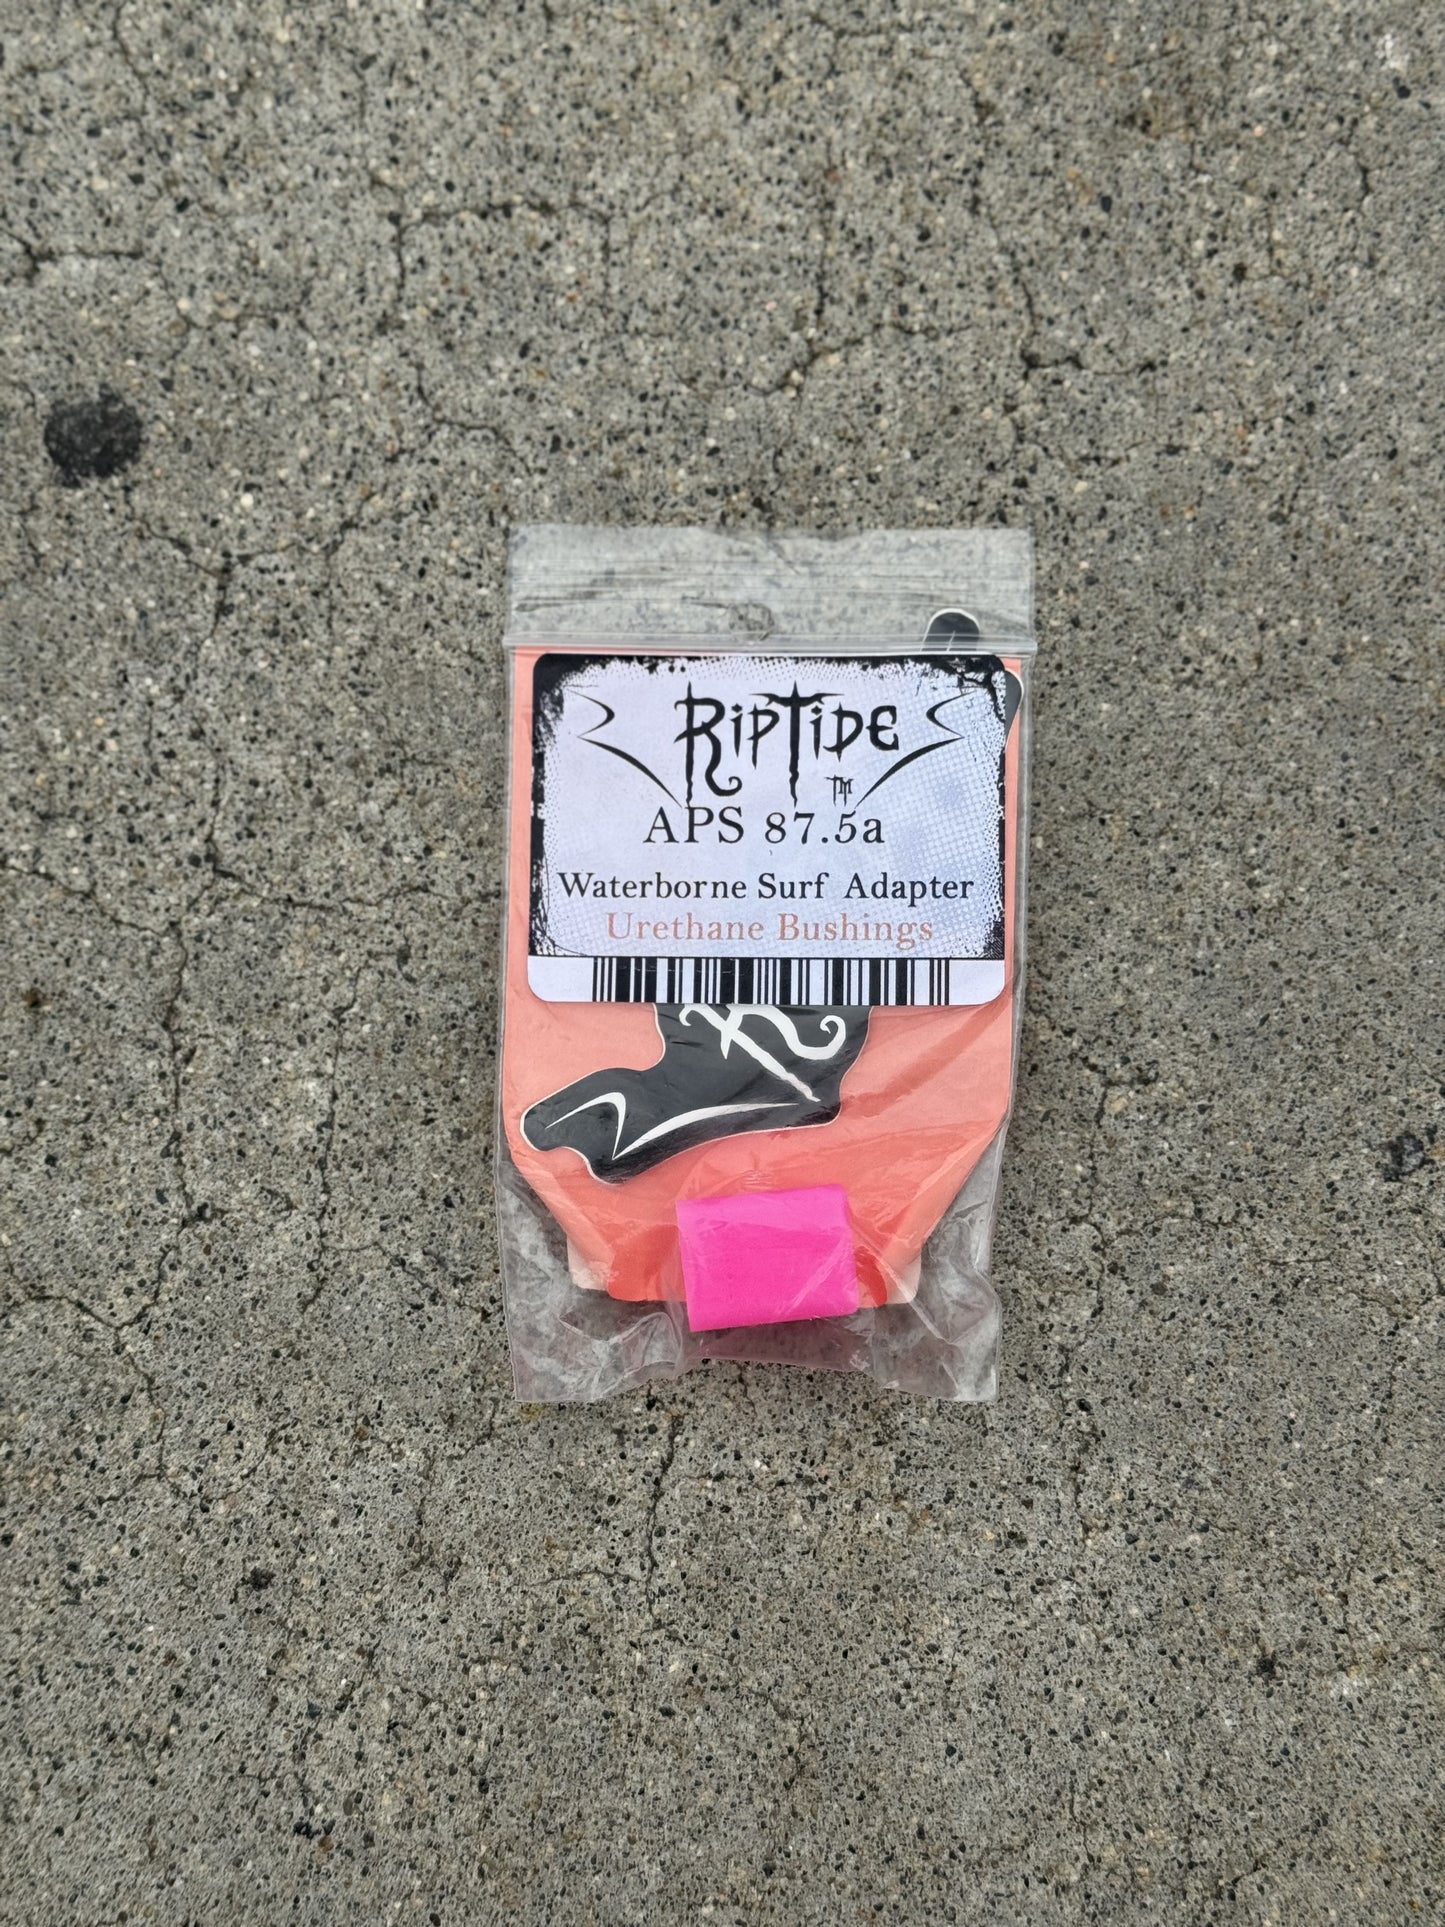 RIPTIDE
TM
APS 87.5a
Waterborne Surf Adapter
Urethane Bushings
R